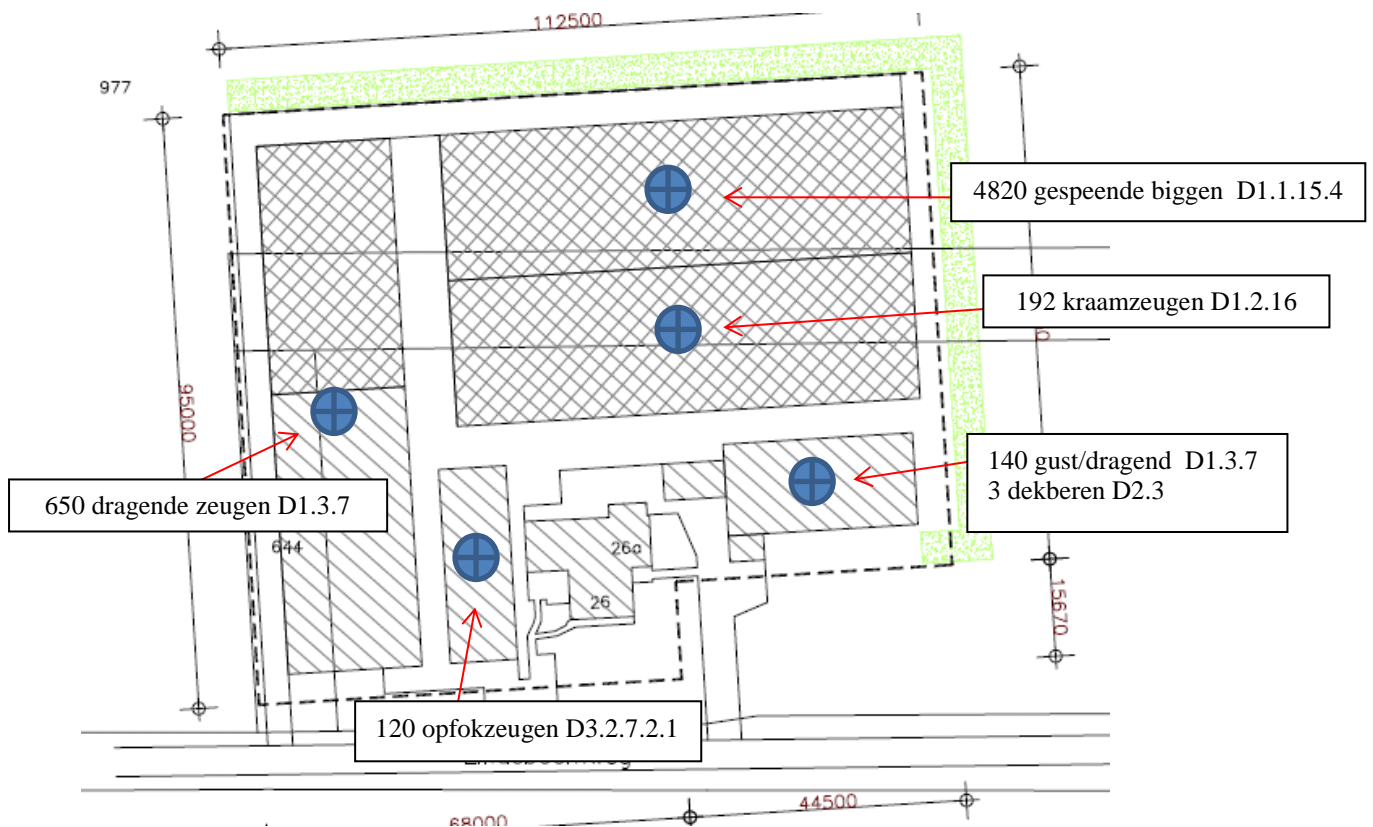 112500
977
4820 gespeende biggen D1.1.15.4
192 kraamzeugen D1.2.16
95000
140 gust/dragend D1.3.7
3 dekberen D2.3
650 dragende zeugen D1.3.7
644
26a
26
15670
120 opfokzeugen D3.2.7.2.1
44500
68000